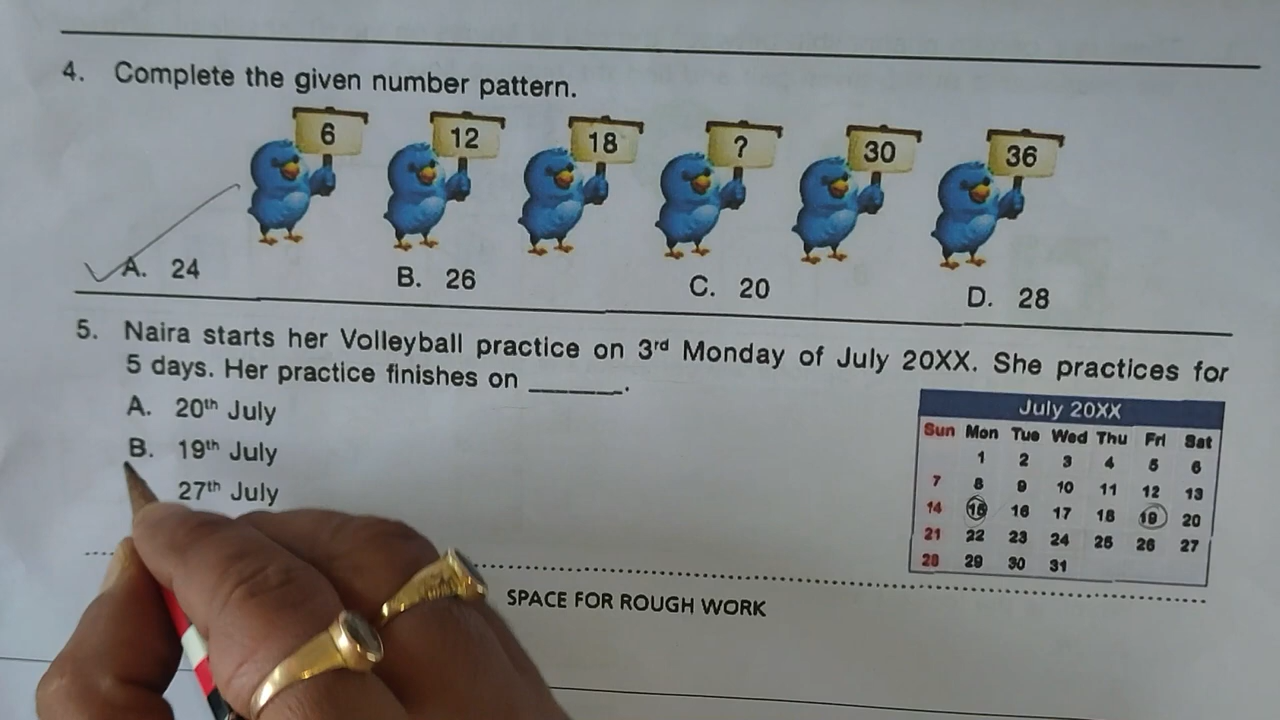 4. Complete the given number pattern.
6 12 18 ? 30 36
A. 24 B. 26 C. 20 D. 28
5. Naira starts her Volleyball practice on 3rd Monday of July 20XX. She practices for
5 days. Her practice finishes on ______.
A. 20th July
B. 19th July
27th July
July 20XX
Sun Mon Tue Wed Thu Fri Sat
1 2 3 4 5 6
7 8 9 10 11 12 13
14 15 16 17 18 19 20
21 22 23 24 25 26 27
28 29 30 31
SPACE FOR ROUGH WORK